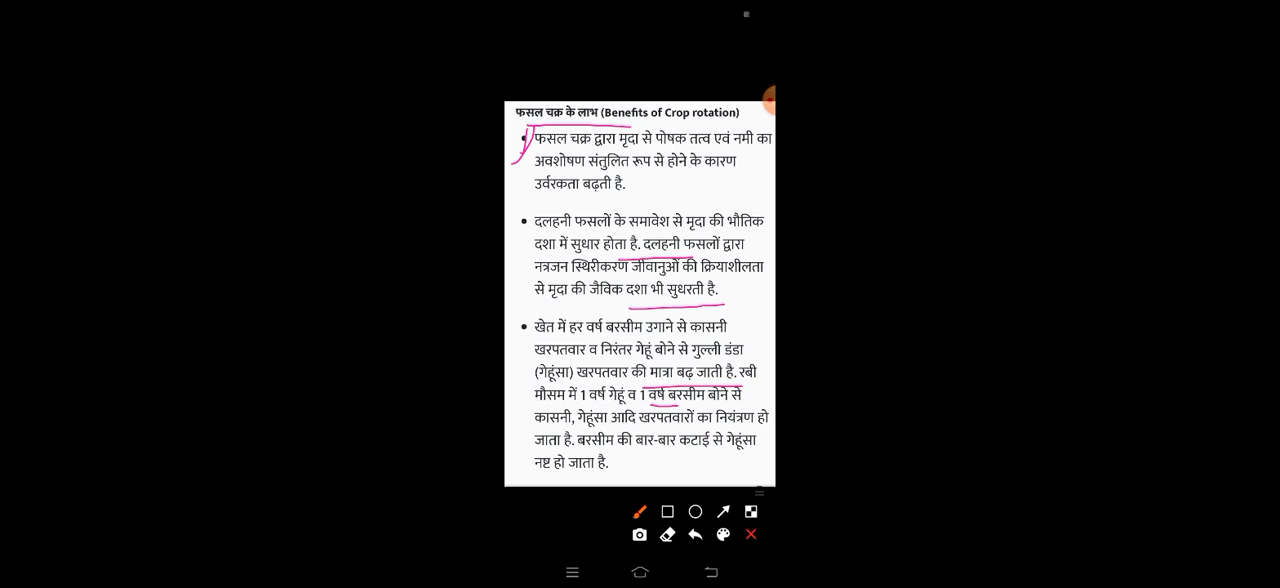 फसल चक्र के लाभ (Benefits of Crop rotation)
• फसल चक्र द्वारा मृदा से पोषक तत्व एवं नमी का
अवशोषण संतुलित रूप से होने के कारण
उर्वरकता बढ़ती है.
• दलहनी फसलों के समावेश से मृदा की भौतिक
दशा में सुधार होता है. दलहनी फसलों द्वारा
नत्रजन स्थिरीकरण जीवानुओं की क्रियाशीलता
से मृदा की जैविक दशा भी सुधरती है.
• खेत में हर वर्ष बरसीम उगाने से कासनी
खरपतवार व निरंतर गेहूं बोने से गुल्ली डंडा
(गेहूंसा) खरपतवार की मात्रा बढ़ जाती है. रबी
मौसम में 1 वर्ष गेहूं व 1 वर्ष बरसीम बोने से
कासनी, गेहूंसा आदि खरपतवारों का नियंत्रण हो
जाता है. बरसीम की बार-बार कटाई से गेहूंसा
नष्ट हो जाता है.